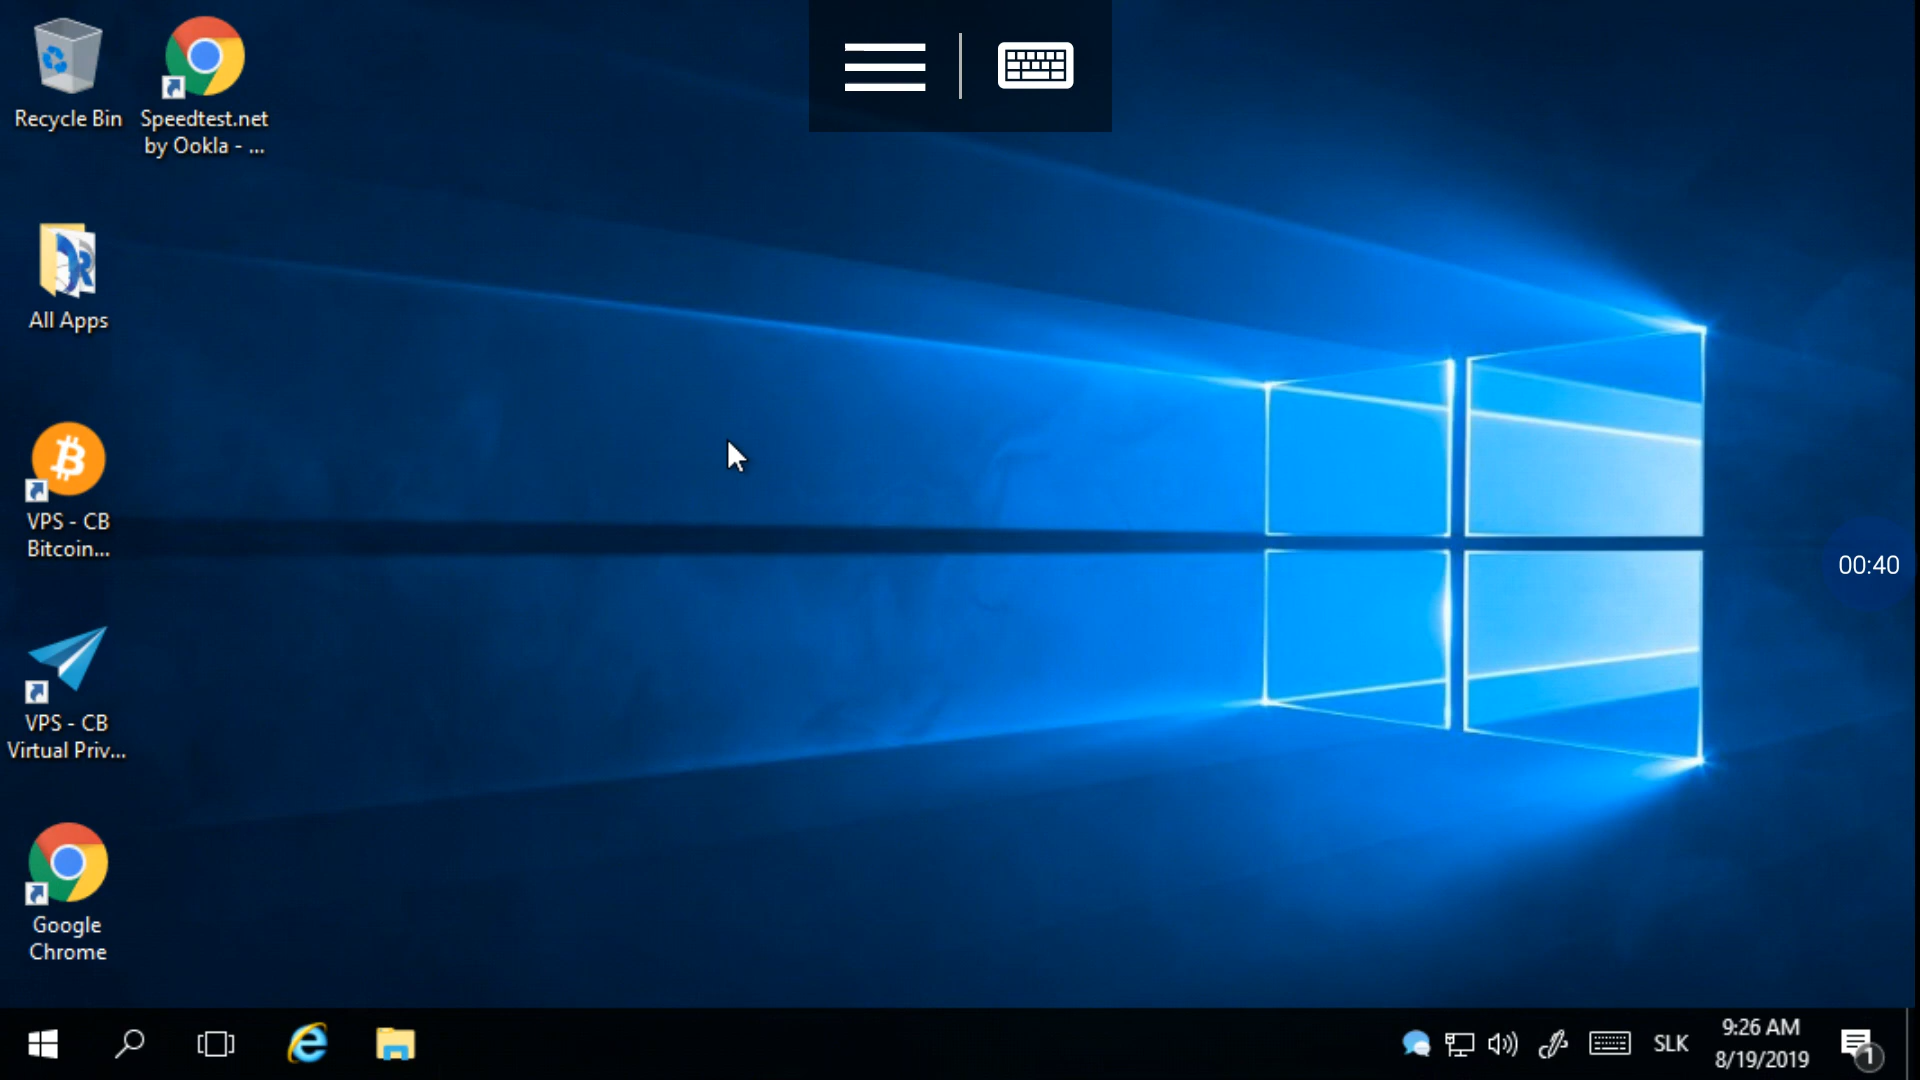 Recycle Bin
Speedtest.net
by Ookla - ...
All Apps
VPS - CB
Bitcoin...
VPS - CB
Virtual Priv...
Google
Chrome
00:40
SLK
9:26 AM
8/19/2019
1